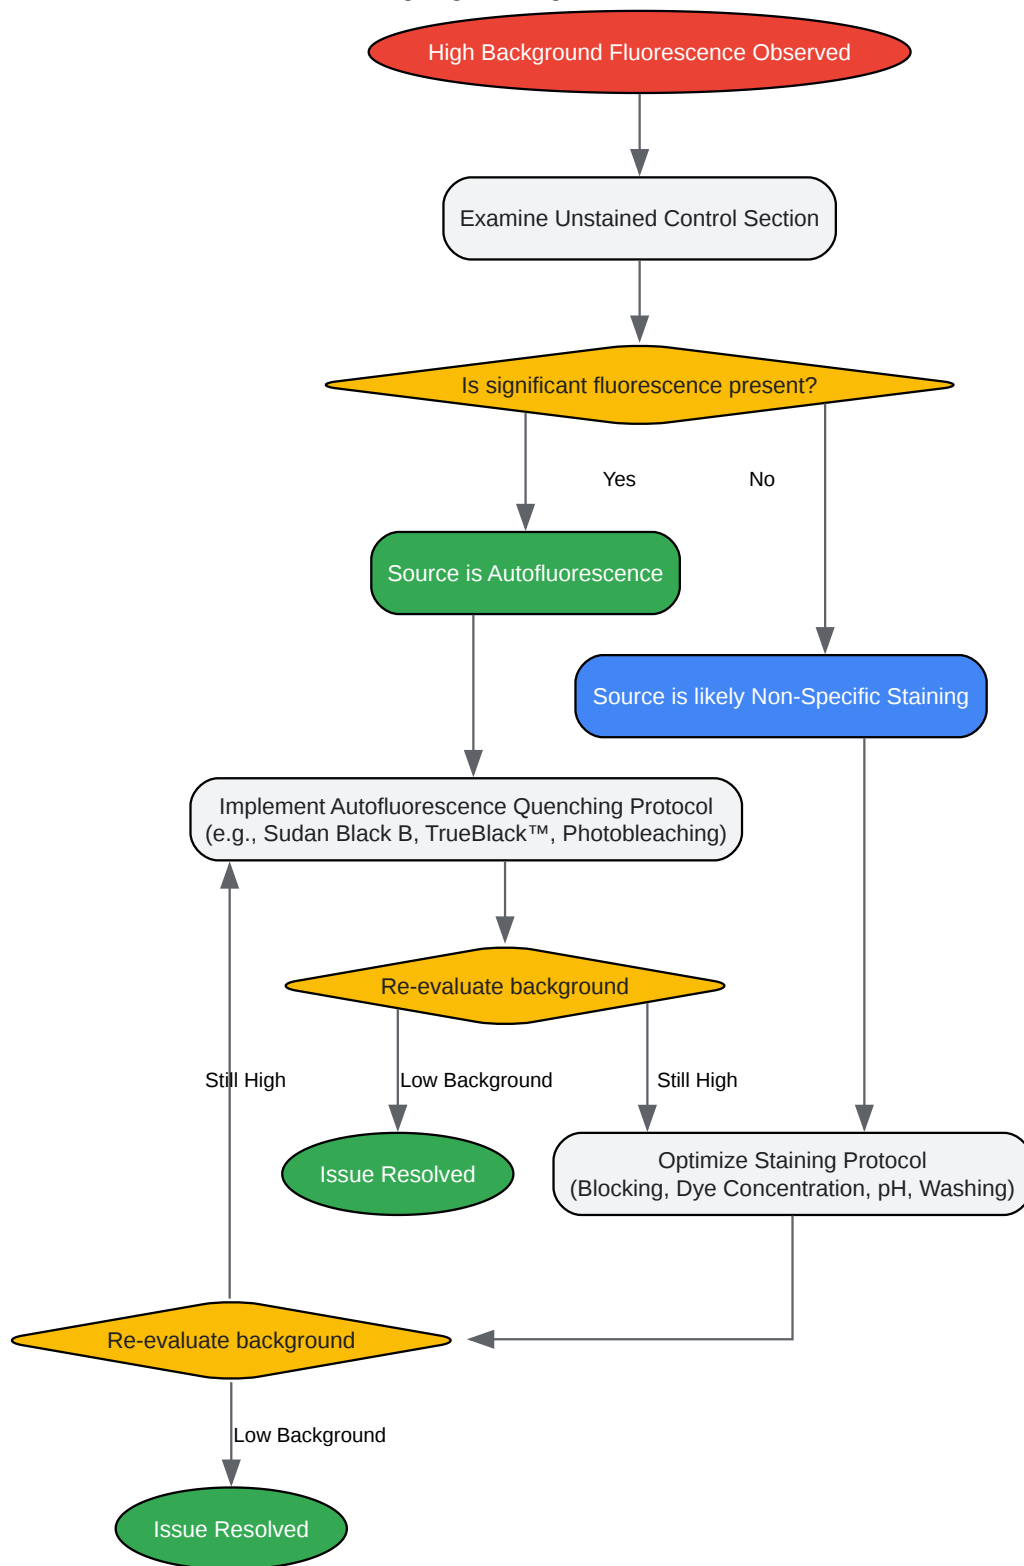 High Background Fluorescence Observed
Examine Unstained Control Section
Is significant fluorescence present?
Yes
No
Source is Autofluorescence
Source is likely Non-Specific Staining
Implement Autofluorescence Quenching Protocol
(e.g., Sudan Black B, TrueBlack™, Photobleaching)
Re-evaluate background
Still High
Low Background
Still High
Issue Resolved
Optimize Staining Protocol
(Blocking, Dye Concentration, pH, Washing)
Re-evaluate background
Low Background
Issue Resolved